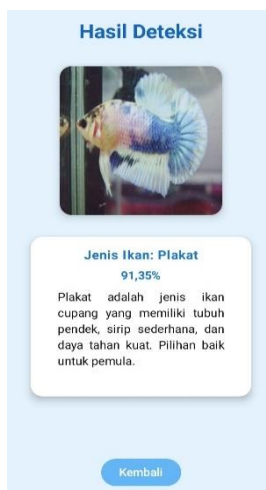 Hasil Deteksi
Jenis Ikan: Plakat
91,35%
Plakat adalah jenis ikan
cupang yang memiliki tubuh
pendek, sirip sederhana, dan
daya tahan kuat. Pilihan baik
untuk pemula.
Kembali